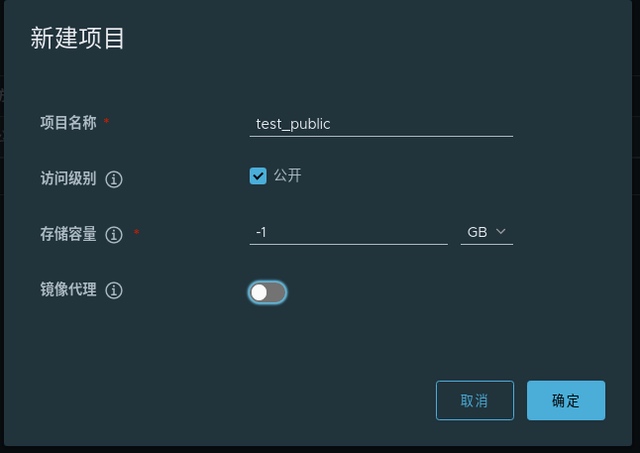 新建项目
项目名称 *
test_public
访问级别
公开
存储容量 *
-1
GB
镜像代理
取消
确定